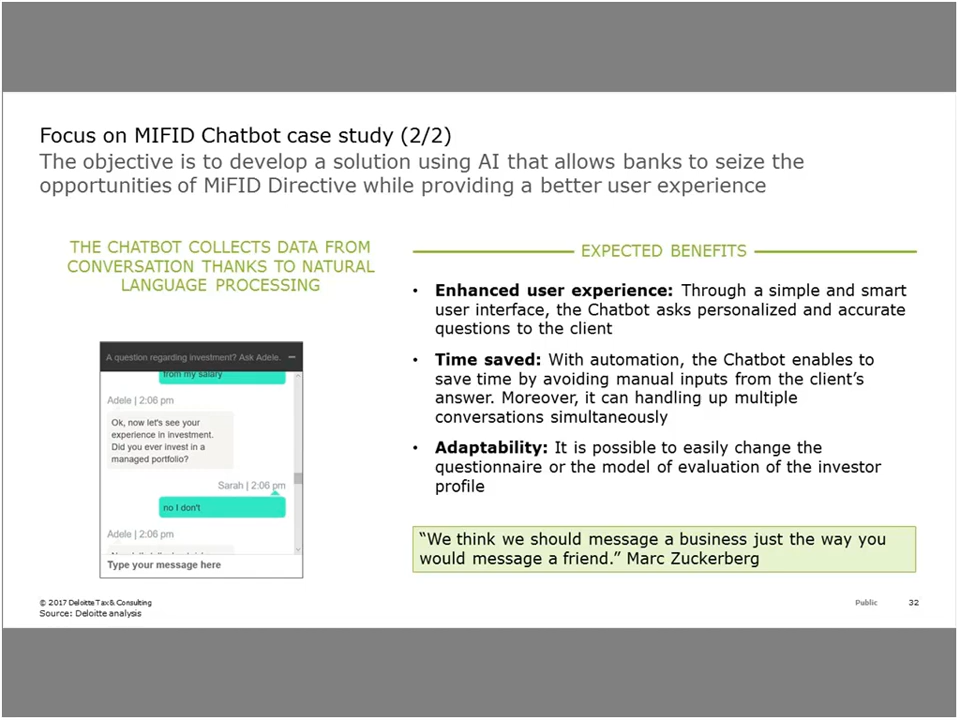 Focus on MIFID Chatbot case study (2/2)
The objective is to develop a solution using AI that allows banks to seize the
opportunities of MiFID Directive while providing a better user experience
THE CHATBOT COLLECTS DATA FROM
CONVERSATION THANKS TO NATURAL
LANGUAGE PROCESSING
A question regarding investment? Ask Adele..
from my salary
Adele | 2:06 pm
Ok, now let's see your
experience in investment.
Did you ever invest in a
managed portfolio?
Sarah | 2:06 pm
no I don't
Adele | 2:06 pm
Type your message here
EXPECTED BENEFITS
• Enhanced user experience: Through a simple and smart
user interface, the Chatbot asks personalized and accurate
questions to the client
• Time saved: With automation, the Chatbot enables to
save time by avoiding manual inputs from the client's
answer. Moreover, it can handling up multiple
conversations simultaneously
• Adaptability: It is possible to easily change the
questionnaire or the model of evaluation of the investor
profile
“We think we should message a business just the way you
would message a friend.” Marc Zuckerberg
© 2017 Deloitte Tax & Consulting
Source: Deloitte analysis
Public
32